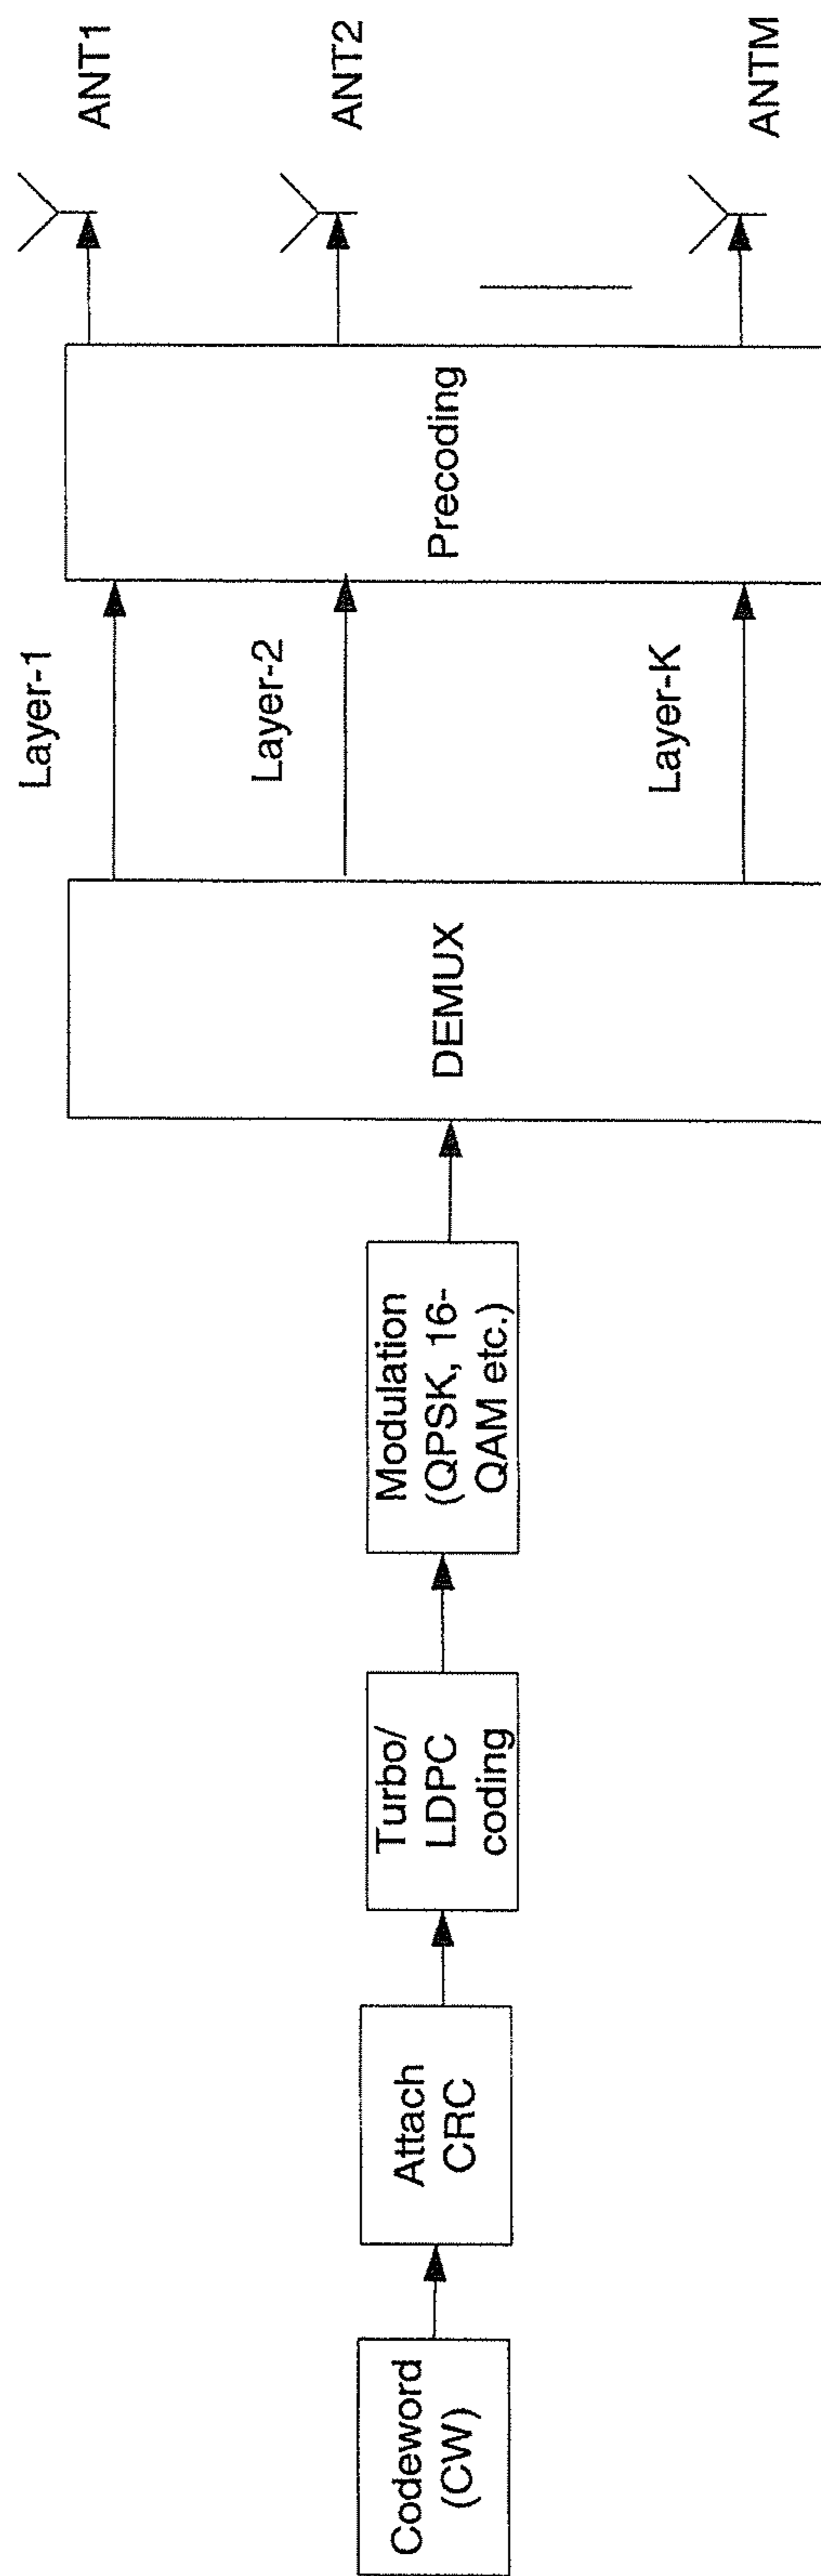 Codeword
(CW)
Attach
CRC
Turbo/
LDPC
coding
Modulation
(QPSK, 16-
QAM etc.)
DEMUX
Layer-1
Layer-2
Layer-K
Precoding
ANT1
ANT2
ANTM